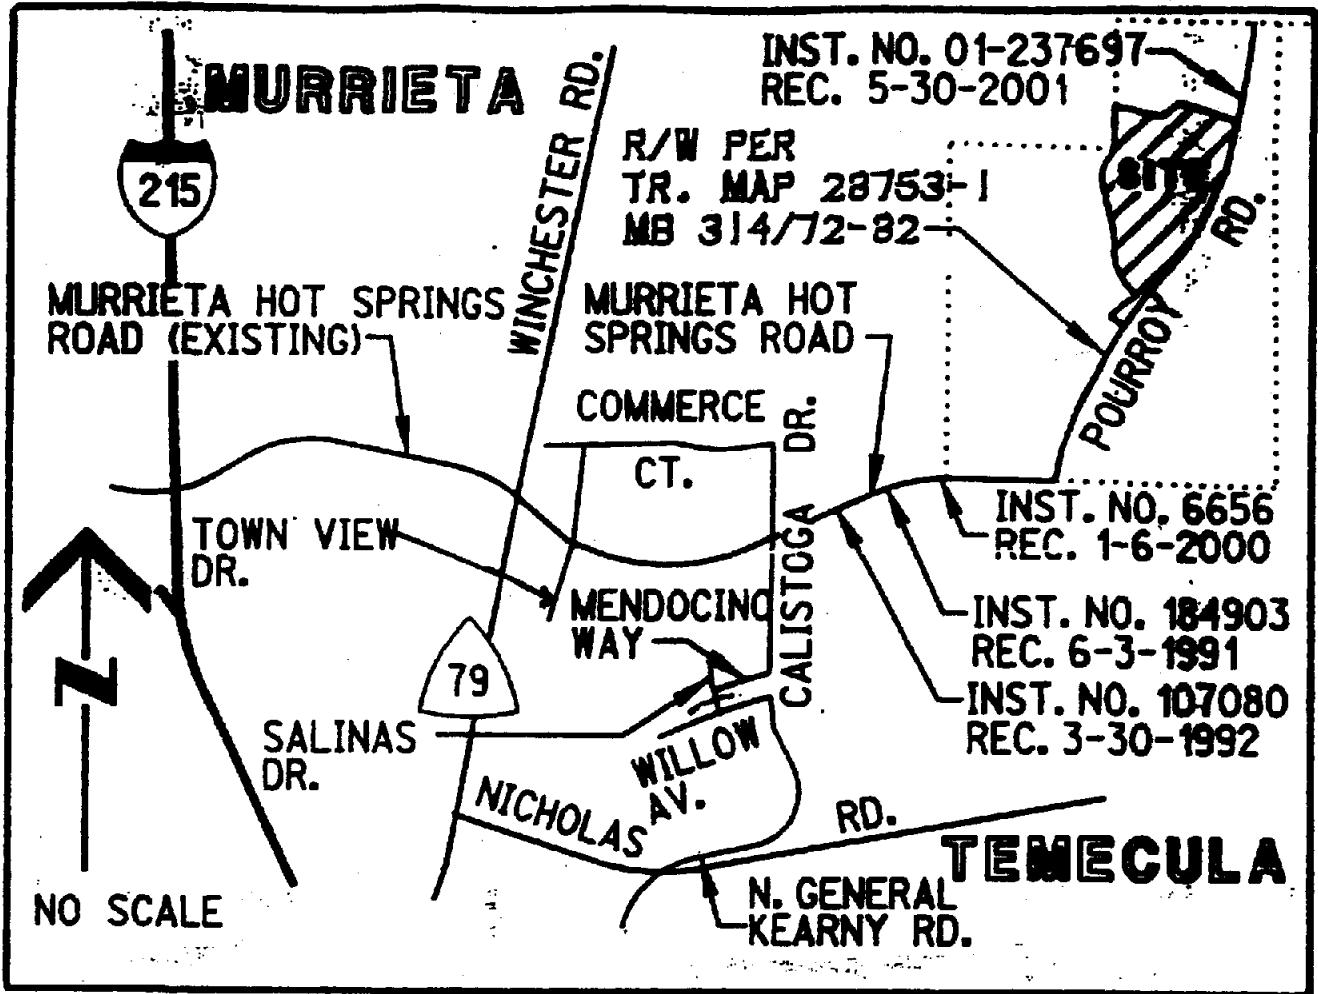 MURRIETA
215
WINCHESTER RD.
INST. NO. 01-237697
REC. 5-30-2001
R/W PER
TR. MAP 28753-1
MB 314/72-82
SITE
POURROY RD.
MURRIETA HOT SPRINGS
ROAD (EXISTING)
MURRIETA HOT
SPRINGS ROAD
COMMERCE
CT.
CALISTOGA DR.
TOWN VIEW
DR.
INST. NO. 6656
REC. 1-6-2000
MENDOCINO
WAY
INST. NO. 184903
REC. 6-3-1991
INST. NO. 107080
REC. 3-30-1992
N
79
SALINAS
DR.
WILLOW
AV.
NICHOLAS RD.
TEMECULA
N. GENERAL
KEARNY RD.
NO SCALE